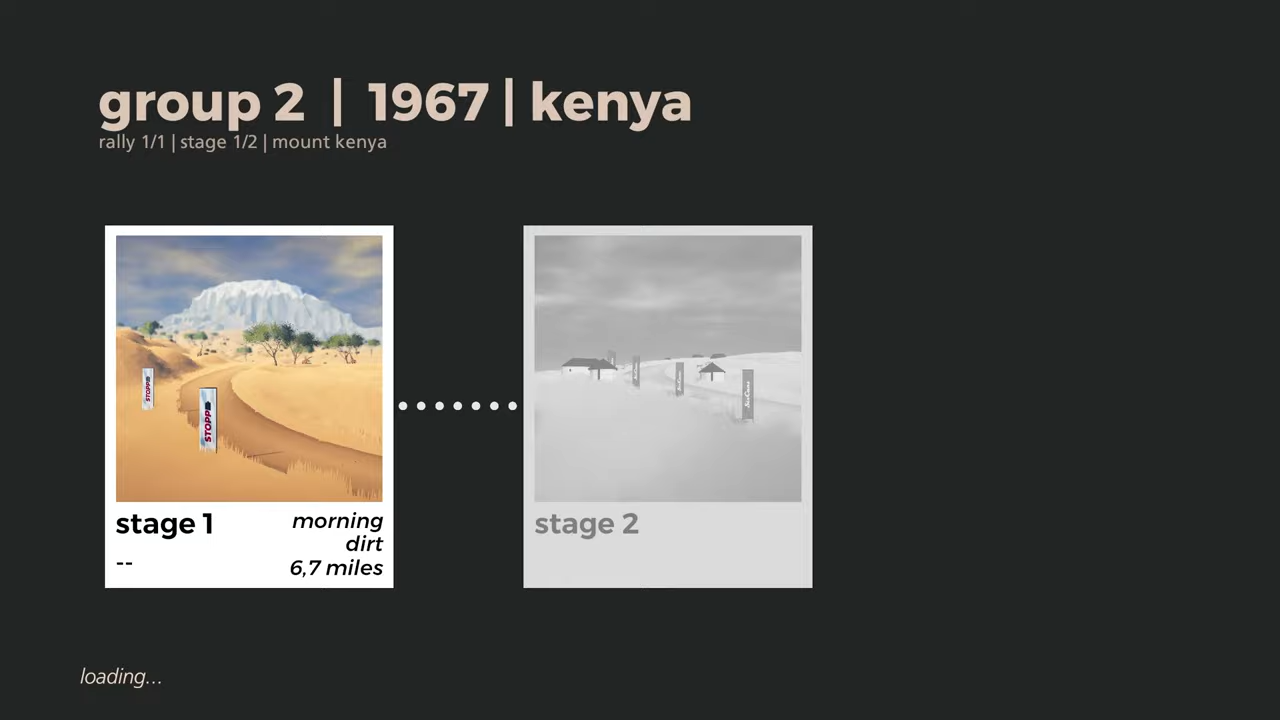 group 2 | 1967 | kenya
rally 1/1 | stage 1/2 | mount kenya
STOPP
STOPP
stage 1
--
morning
dirt
6,7 miles
stage 2
loading...